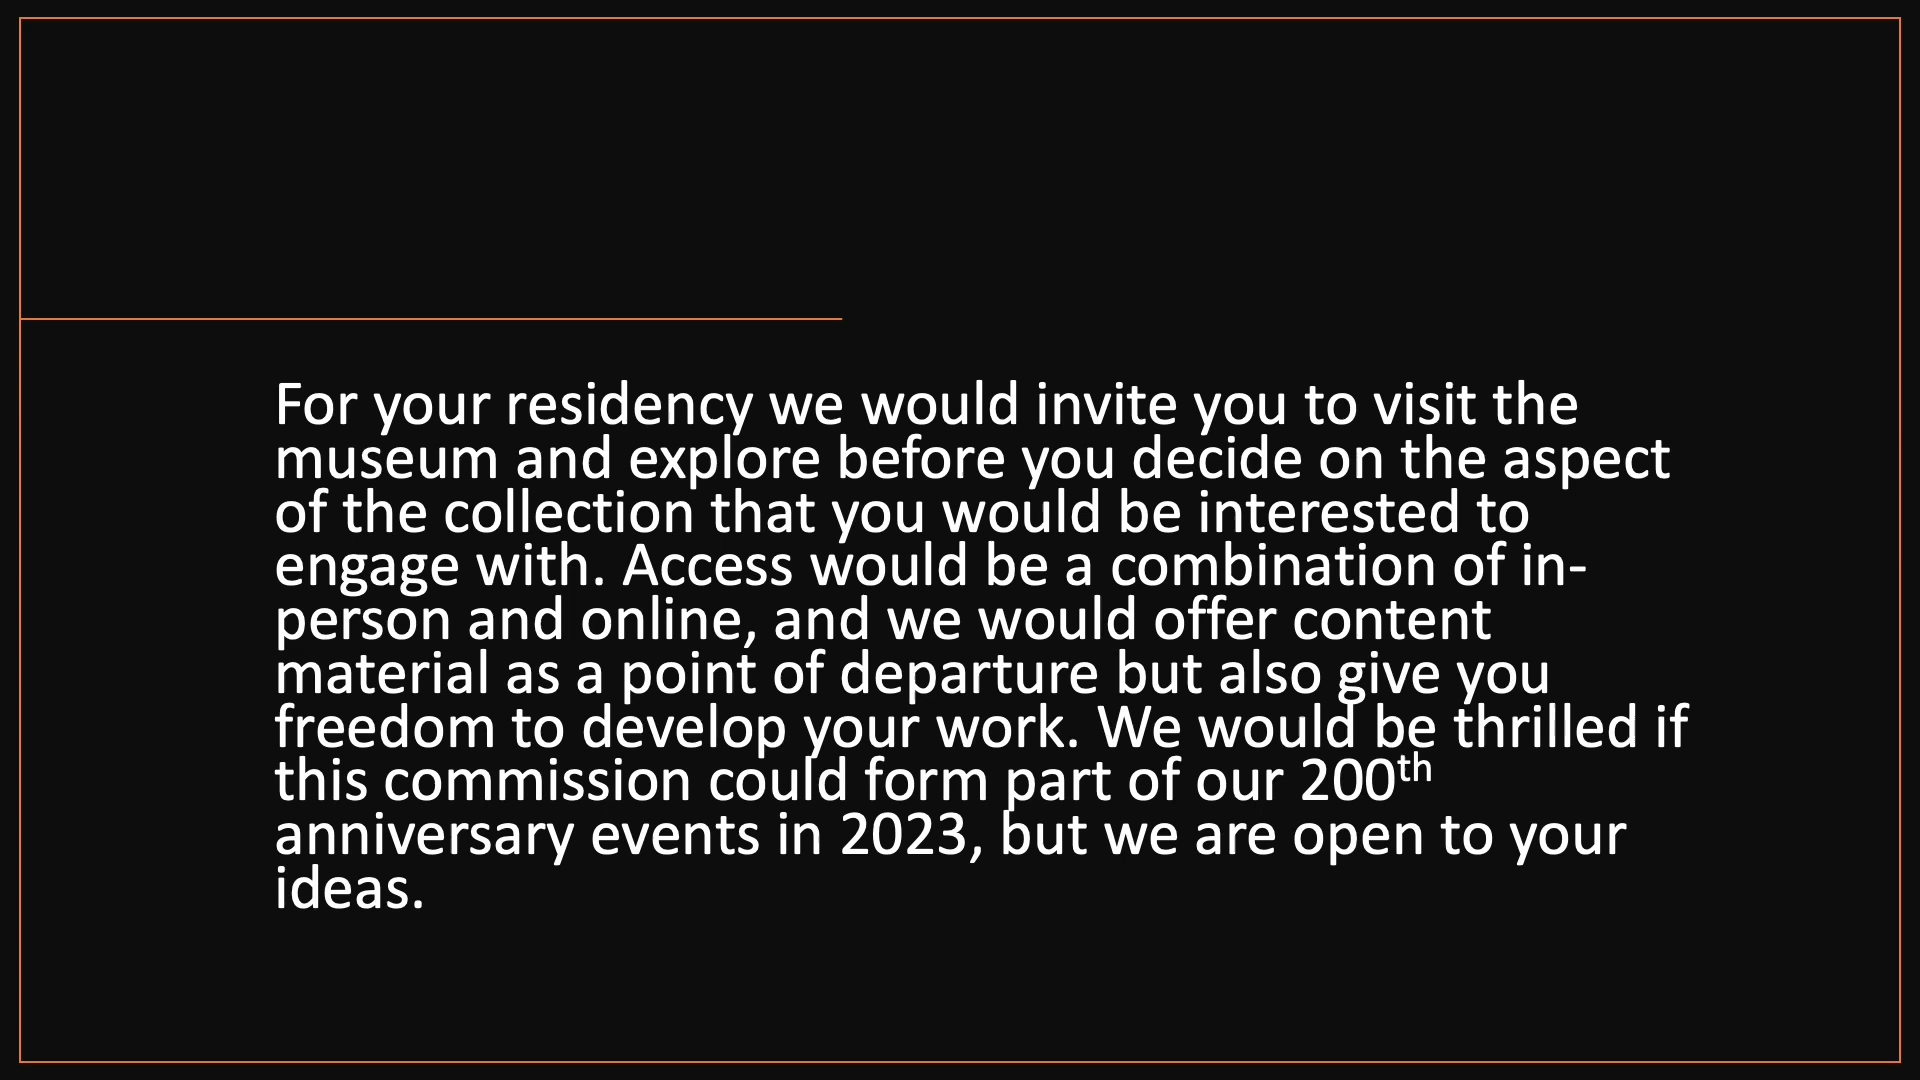 For your residency we would invite you to visit the
museum and explore before you decide on the aspect
of the collection that you would be interested to
engage with. Access would be a combination of in-
person and online, and we would offer content
material as a point of departure but also give you
freedom to develop your work. We would be thrilled if
this commission could form part of our 200th
anniversary events in 2023, but we are open to your
ideas.